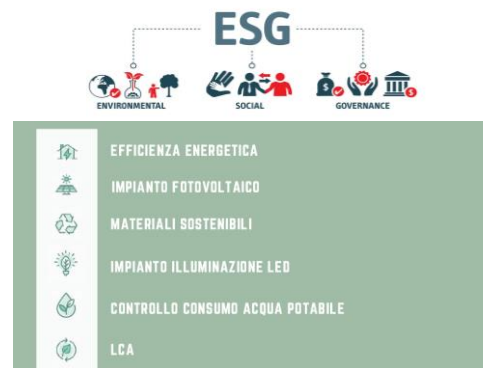 ESG
ENVIRONMENTAL
SOCIAL
GOVERNANCE
EFFICIENZA ENERGETICA
IMPIANTO FOTOVOLTAICO
MATERIALI SOSTENIBILI
IMPIANTO ILLUMINAZIONE LED
CONTROLLO CONSUMO ACQUA POTABILE
LCA